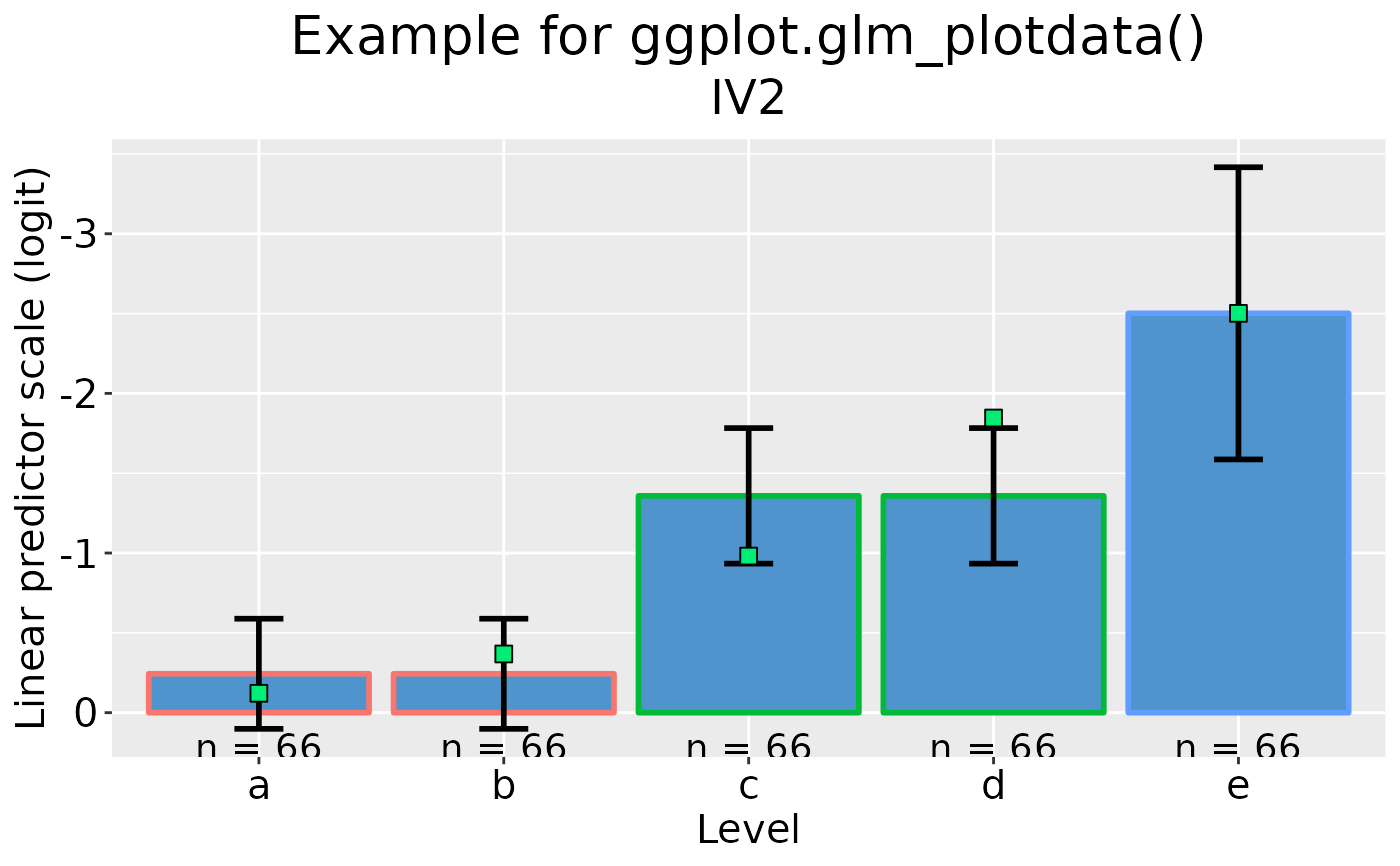 Example for ggplot.glm_plotdata()
IV2
Linear predictor scale (logit)
-3
-2
-1
0
n = 66 n = 66 n = 66 n = 66 n = 66
a b c d e
Level